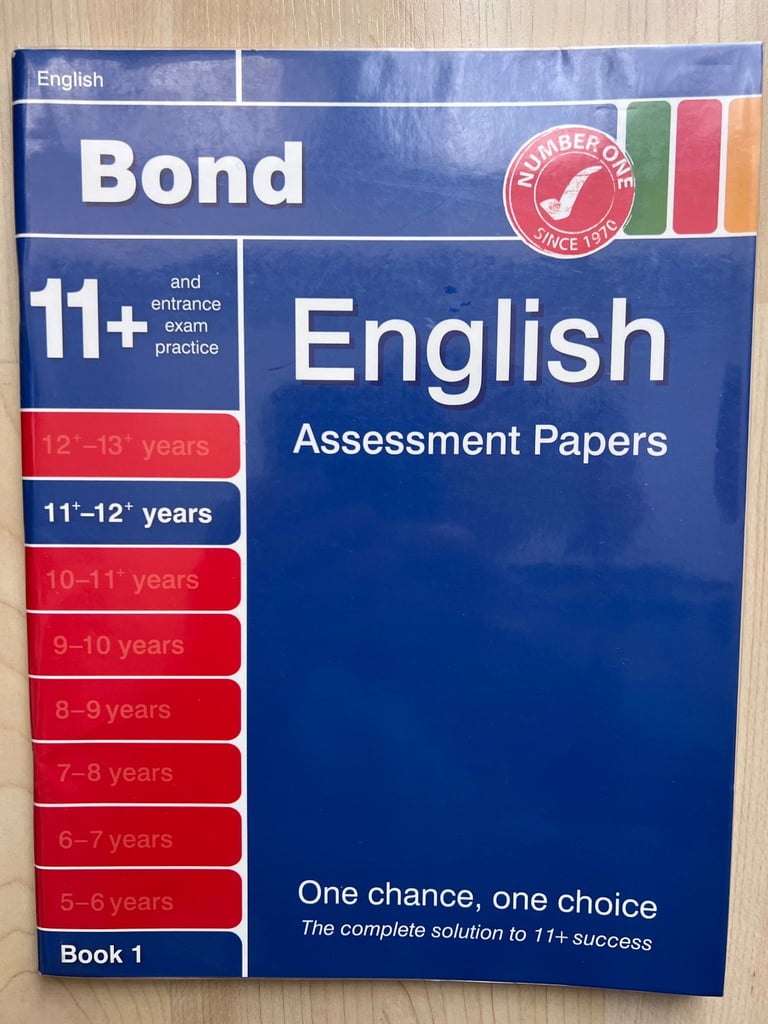 English
Bond
NUMBER ONE
SINCE 1970
11+
and
entrance
exam
practice
English
Assessment Papers
12+–13+ years
11+–12+ years
10–11+ years
9–10 years
8–9 years
7–8 years
6–7 years
5–6 years
Book 1
One chance, one choice
The complete solution to 11+ success